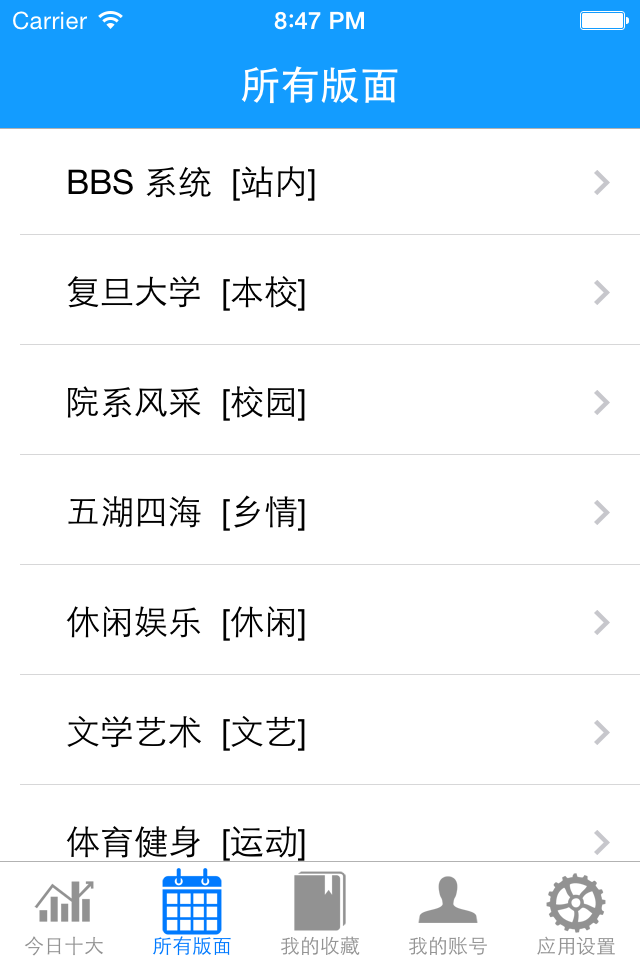 Carrier 8:47 PM
所有版面
BBS 系统 [站内]
复旦大学 [本校]
院系风采 [校园]
五湖四海 [乡情]
休闲娱乐 [休闲]
文学艺术 [文艺]
体育健身 [运动]
今日十大 所有版面 我的收藏 我的账号 应用设置